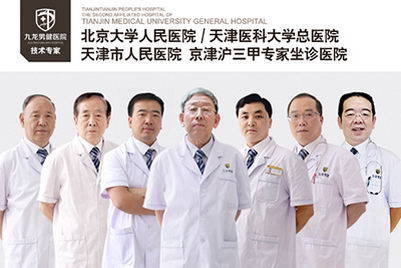 九龙男健医院
技术专家
TIANJINTIANJIN PEOPLE'S HOSPITAL
THE SECOND AFFILIATED HOSPITAL OF
TIANJIN MEDICAL UNIVERSITY GENERAL HOSPITAL
北京大学人民医院 / 天津医科大学总医院
天津市人民医院 京津沪三甲专家坐诊医院